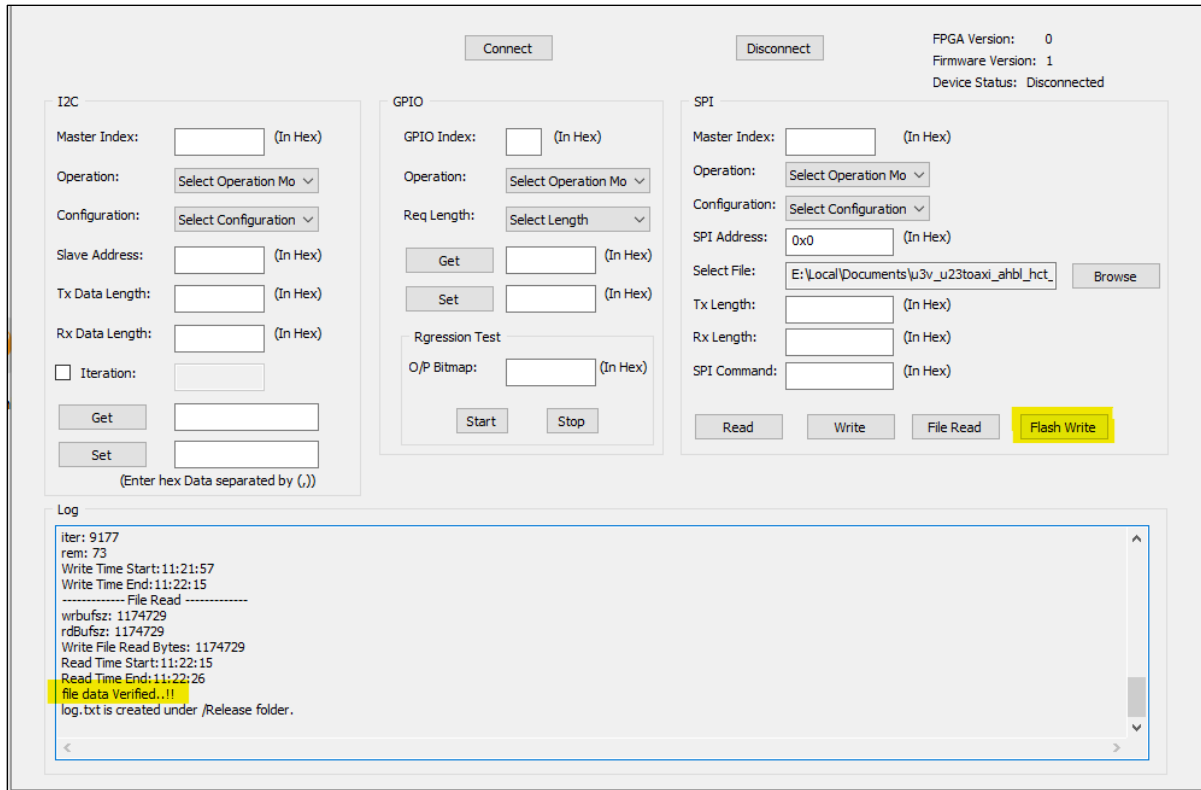 Connect
Disconnect
FPGA Version: 0
Firmware Version: 1
Device Status: Disconnected
I2C
Master Index: (In Hex)
Operation: Select Operation Mo
Configuration: Select Configuration
Slave Address: (In Hex)
Tx Data Length: (In Hex)
Rx Data Length: (In Hex)
Iteration:
Get
Set
(Enter hex Data separated by (,))
GPIO
GPIO Index: (In Hex)
Operation: Select Operation Mo
Req Length: Select Length
Get (In Hex)
Set (In Hex)
Rgression Test
O/P Bitmap: (In Hex)
Start Stop
SPI
Master Index: (In Hex)
Operation: Select Operation Mo
Configuration: Select Configuration
SPI Address: 0x0 (In Hex)
Select File: E:\Local\Documents\u3v_u23toaxi_ahbl_hct_ Browse
Tx Length: (In Hex)
Rx Length: (In Hex)
SPI Command: (In Hex)
Read Write File Read Flash Write
Log
iter: 9177
rem: 73
Write Time Start:11:21:57
Write Time End:11:22:15
------------- File Read -------------
wrbufsz: 1174729
rdBufsz: 1174729
Write File Read Bytes: 1174729
Read Time Start:11:22:15
Read Time End:11:22:26
file data Verified..!!
log.txt is created under /Release folder.